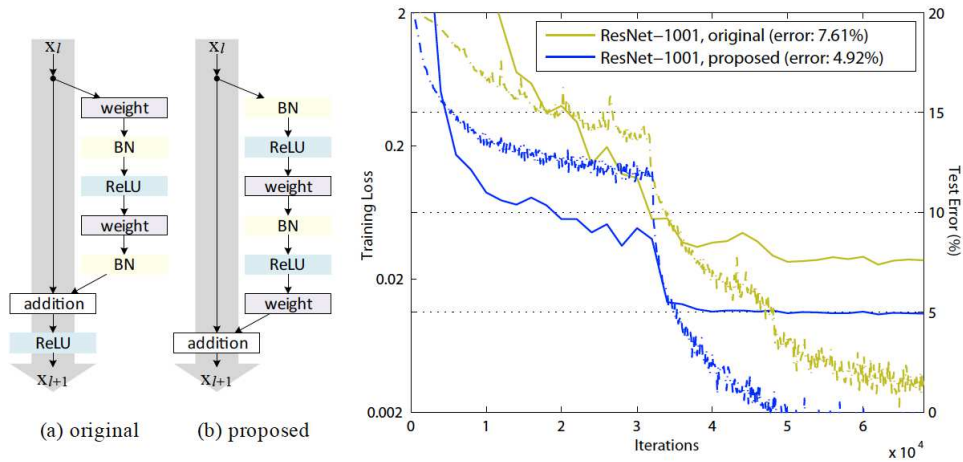 xl
weight
BN
ReLU
weight
BN
addition
ReLU
xl+1
(a) original
xl
BN
ReLU
weight
BN
ReLU
weight
addition
xl+1
(b) proposed
ResNet−1001, original (error: 7.61%)
ResNet−1001, proposed (error: 4.92%)
Training Loss
2
0.2
0.02
0.002
0 1 2 3 4 5 6
Iterations
x 10^4
20
15
10
5
0
Test Error (%)